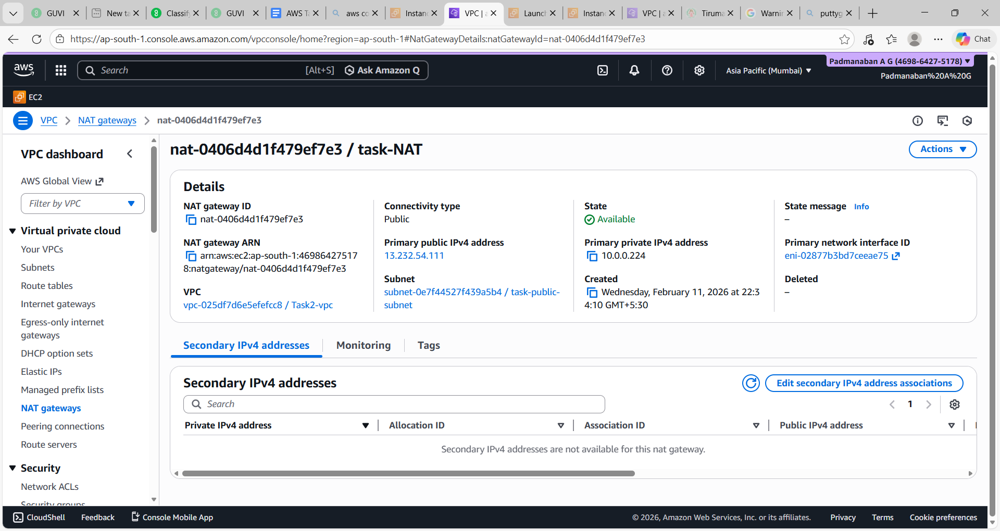 GUVI
New ta
Classify
GUVI
AWS Ta
aws co
Instanc
VPC | a
Launch
Instanc
VPC | a
Tirumal
Warnin
puttyg
https://ap-south-1.console.aws.amazon.com/vpcconsole/home?region=ap-south-1#NatGatewayDetails:natGatewayId=nat-0406d4d1f479ef7e3
Chat
aws
Search
[Alt+S]
Ask Amazon Q
Asia Pacific (Mumbai)
Padmanaban A G (4698-6427-5178)
Padmanaban%20A%20G
EC2
VPC
NAT gateways
nat-0406d4d1f479ef7e3
VPC dashboard
AWS Global View
Filter by VPC
Virtual private cloud
Your VPCs
Subnets
Route tables
Internet gateways
Egress-only internet
gateways
DHCP option sets
Elastic IPs
Managed prefix lists
NAT gateways
Peering connections
Route servers
Security
Network ACLs
Security groups
nat-0406d4d1f479ef7e3 / task-NAT
Actions
Details
NAT gateway ID
nat-0406d4d1f479ef7e3
NAT gateway ARN
arn:aws:ec2:ap-south-1:46986427517
8:natgateway/nat-0406d4d1f479ef7e3
VPC
vpc-025df7d6e5efefcc8 / Task2-vpc
Connectivity type
Public
Primary public IPv4 address
13.232.54.111
Subnet
subnet-0e7f44527f439a5b4 / task-public-
subnet
State
Available
Primary private IPv4 address
10.0.0.224
Created
Wednesday, February 11, 2026 at 22:3
4:10 GMT+5:30
State message Info
–
Primary network interface ID
eni-02877b3bd7ceeae75
Deleted
–
Secondary IPv4 addresses
Monitoring
Tags
Secondary IPv4 addresses
Edit secondary IPv4 address associations
Search
1
Private IPv4 address
Allocation ID
Association ID
Public IPv4 address
Secondary IPv4 addresses are not available for this nat gateway.
CloudShell
Feedback
Console Mobile App
© 2026, Amazon Web Services, Inc. or its affiliates.
Privacy
Terms
Cookie preferences